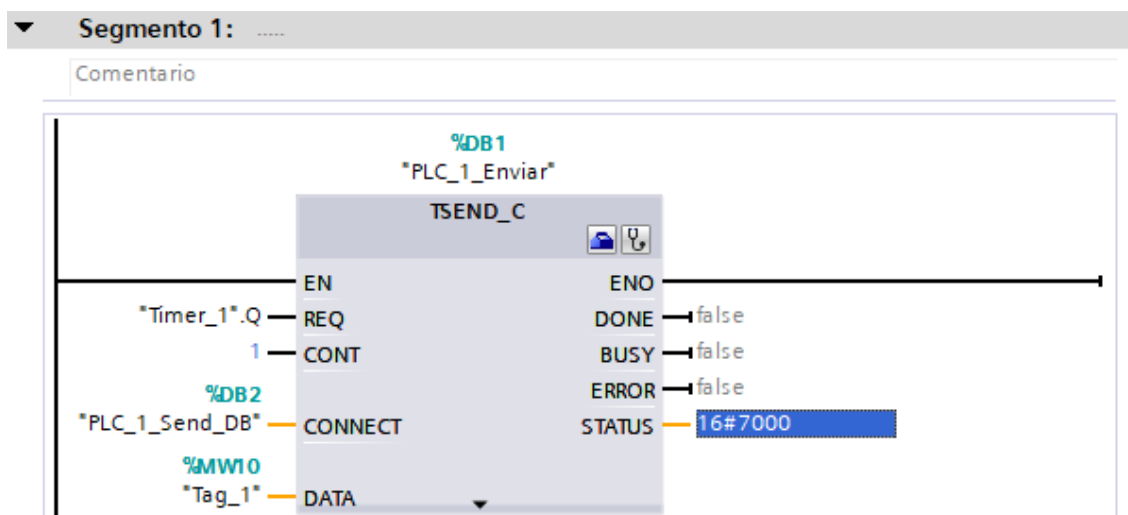 Segmento 1: .....
Comentario
%DB1
"PLC_1_Enviar"
TSEND_C
EN ENO
"Timer_1".Q REQ DONE false
1 CONT BUSY false
%DB2 ERROR false
"PLC_1_Send_DB" CONNECT STATUS 16#7000
%MW10
"Tag_1" DATA